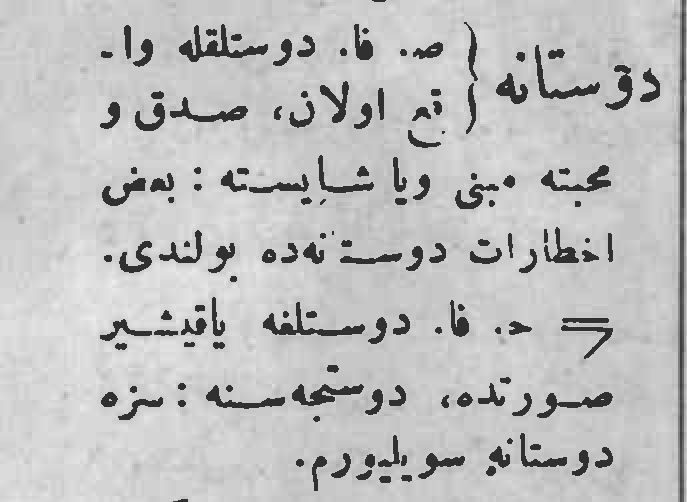 دوستانه { ص. فا. دوستلقله وا-
قع اولان، صدق و
محبته مبنی ویا شایسته : بعض
اخطارات دوستانه‌ده بولندی.
= ح. فا. دوستلغه یاقیشیر
صورتده، دوستجه‌سنه : سزه
دوستانه سویلیورم.